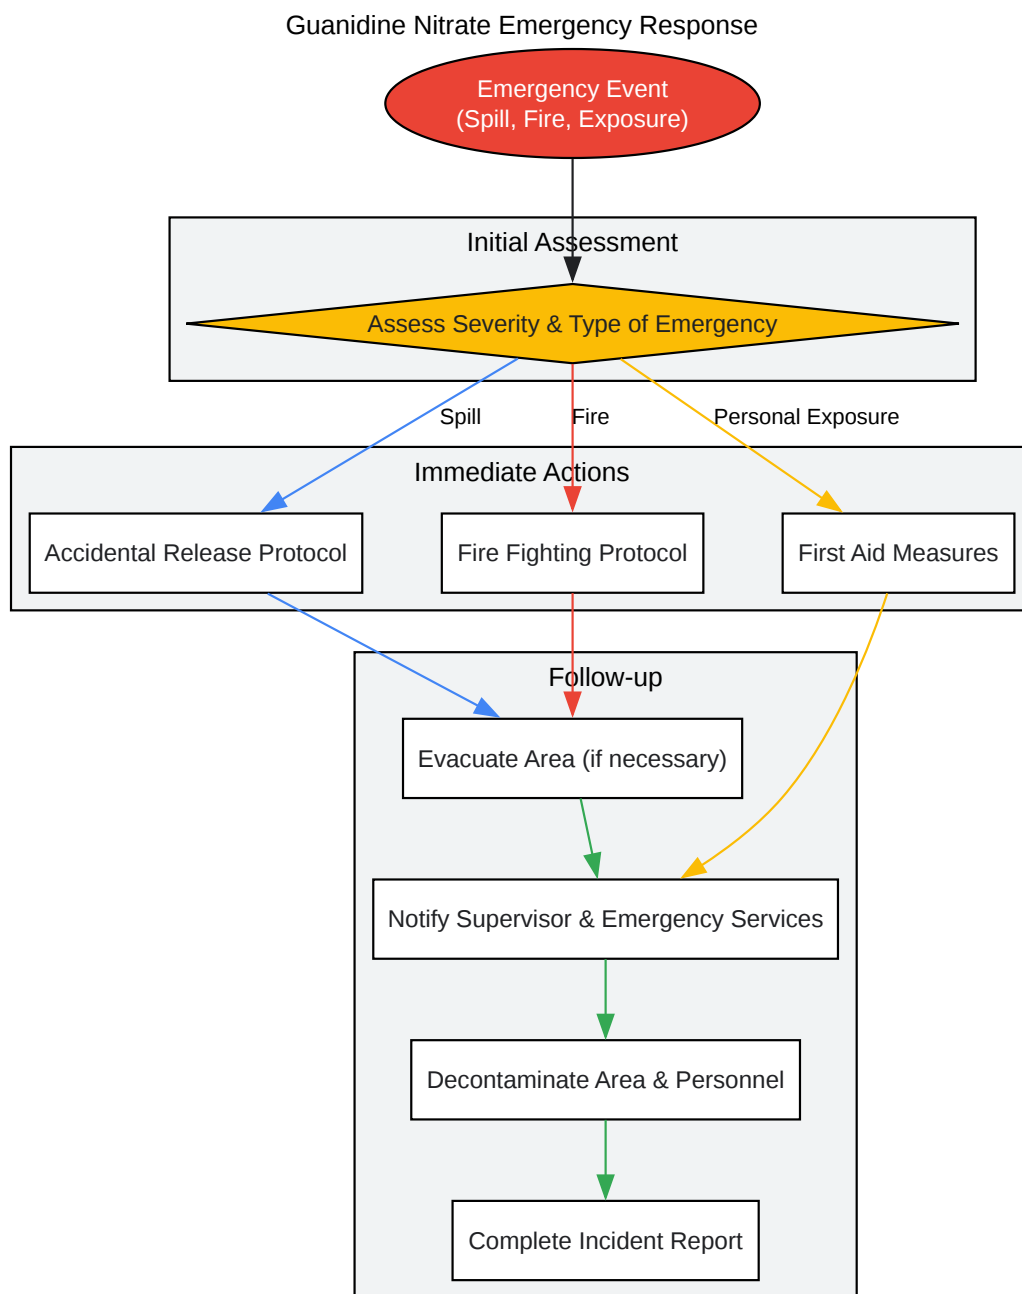 Guanidine Nitrate Emergency Response
Emergency Event
(Spill, Fire, Exposure)
Initial Assessment
Assess Severity & Type of Emergency
Spill
Fire
Personal Exposure
Immediate Actions
Accidental Release Protocol
Fire Fighting Protocol
First Aid Measures
Follow-up
Evacuate Area (if necessary)
Notify Supervisor & Emergency Services
Decontaminate Area & Personnel
Complete Incident Report